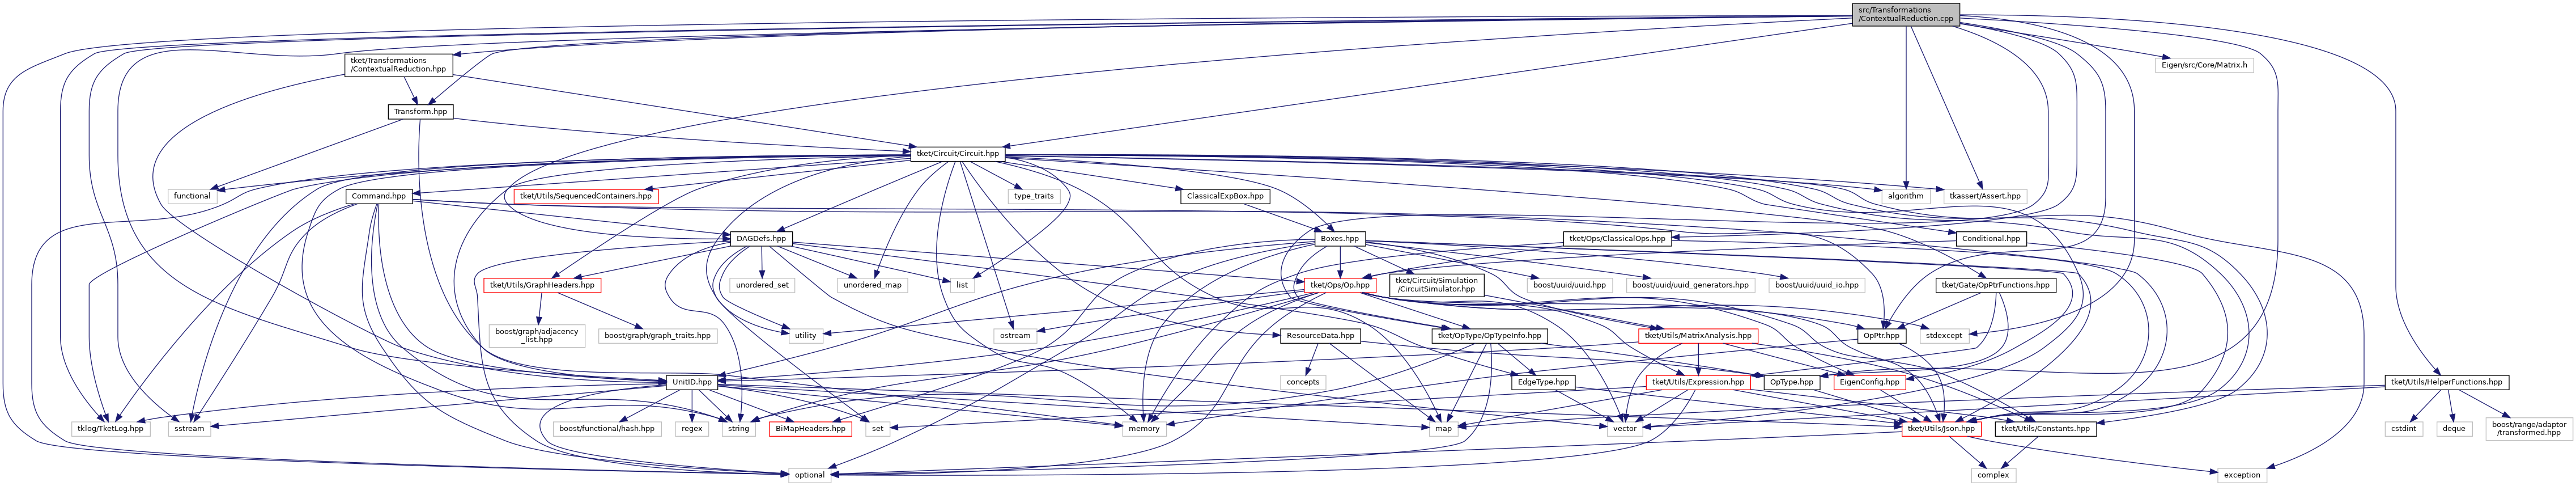 src/Transformations
/ContextualReduction.cpp
tket/Transformations
/ContextualReduction.hpp
Eigen/src/Core/Matrix.h
Transform.hpp
tket/Circuit/Circuit.hpp
functional
Command.hpp
tket/Utils/SequencedContainers.hpp
type_traits
ClassicalExpBox.hpp
algorithm
tkassert/Assert.hpp
DAGDefs.hpp
Boxes.hpp
tket/Ops/ClassicalOps.hpp
Conditional.hpp
tket/Utils/GraphHeaders.hpp
unordered_set
unordered_map
list
tket/Ops/Op.hpp
tket/Circuit/Simulation
/CircuitSimulator.hpp
boost/uuid/uuid.hpp
boost/uuid/uuid_generators.hpp
boost/uuid/uuid_io.hpp
tket/Gate/OpPtrFunctions.hpp
boost/graph/adjacency
_list.hpp
boost/graph/graph_traits.hpp
utility
ostream
ResourceData.hpp
tket/OpType/OpTypeInfo.hpp
tket/Utils/MatrixAnalysis.hpp
OpPtr.hpp
stdexcept
UnitID.hpp
concepts
EdgeType.hpp
tket/Utils/Expression.hpp
OpType.hpp
EigenConfig.hpp
tket/Utils/HelperFunctions.hpp
tklog/TketLog.hpp
sstream
boost/functional/hash.hpp
regex
string
BiMapHeaders.hpp
set
memory
map
vector
tket/Utils/Json.hpp
tket/Utils/Constants.hpp
cstdint
deque
boost/range/adaptor
/transformed.hpp
optional
complex
exception